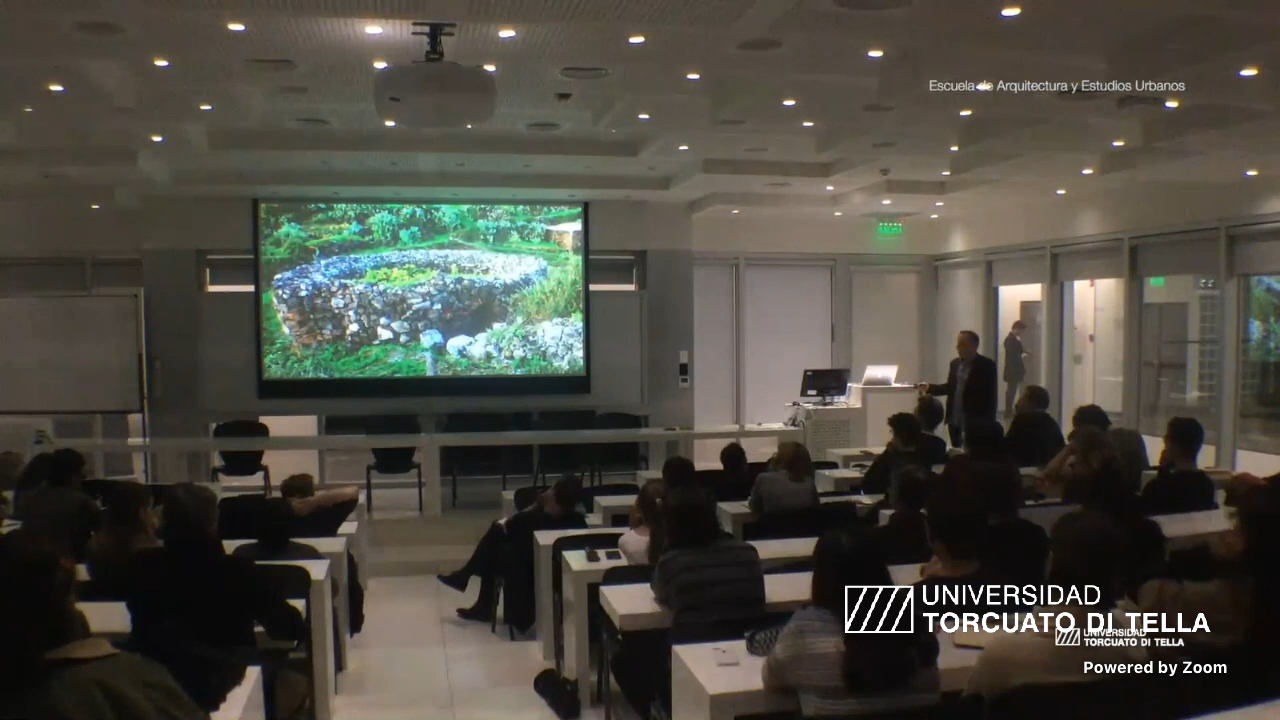 Escuela de Arquitectura y Estudios Urbanos
UNIVERSIDAD
TORCUATO DI TELLA
UNIVERSIDAD
TORCUATO DI TELLA
Powered by Zoom